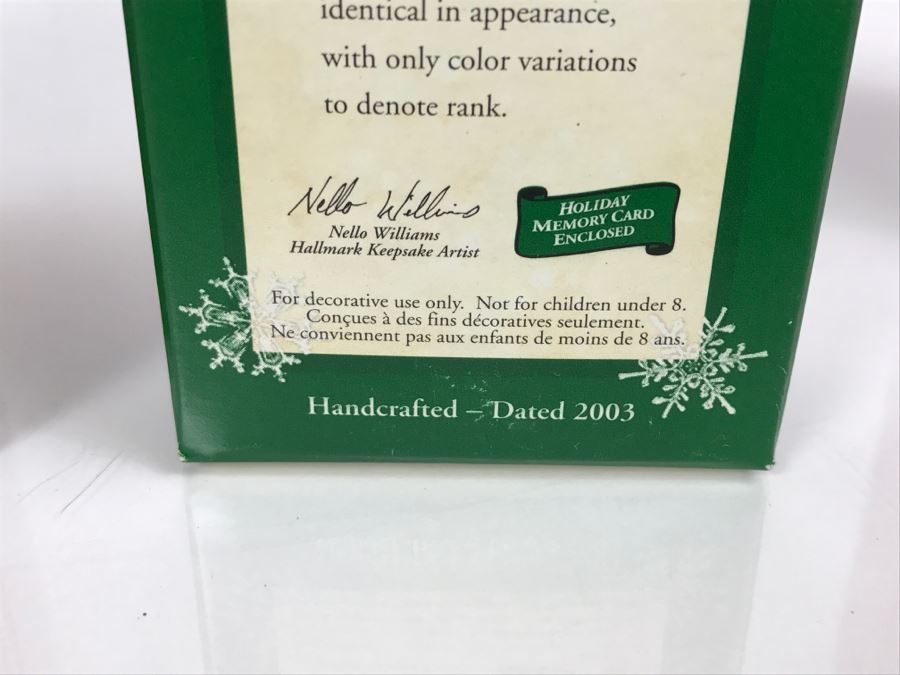 identical in appearance,
with only color variations
to denote rank.
Nello Williams
Nello Williams
Hallmark Keepsake Artist
HOLIDAY
MEMORY CARD
ENCLOSED
For decorative use only. Not for children under 8.
Conçues à des fins décoratives seulement.
Ne conviennent pas aux enfants de moins de 8 ans.
Handcrafted – Dated 2003